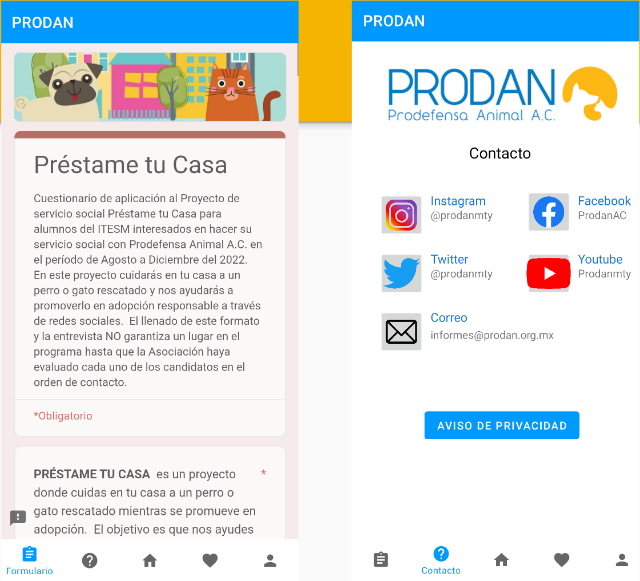 PRODAN
Préstame tu Casa
Cuestionario de aplicación al Proyecto de
servicio social Préstame tu Casa para
alumnos del ITESM interesados en hacer su
servicio social con Prodefensa Animal A.C. en
el período de Agosto a Diciembre del 2022.
En este proyecto cuidarás en tu casa a un
perro o gato rescatado y nos ayudarás a
promoverlo en adopción responsable a través
de redes sociales. El llenado de este formato
y la entrevista NO garantiza un lugar en el
programa hasta que la Asociación haya
evaluado cada uno de los candidatos en el
orden de contacto.
*Obligatorio
PRÉSTAME TU CASA es un proyecto *
donde cuidas en tu casa a un perro o
gato rescatado mientras se promueve en
adopción. El objetivo es que nos ayudes
Formulario
PRODAN
PRODAN
Prodefensa Animal A.C.
Contacto
Instagram
@prodanmty
Facebook
ProdanAC
Twitter
@prodanmty
Youtube
Prodanmty
Correo
informes@prodan.org.mx
AVISO DE PRIVACIDAD
Contacto